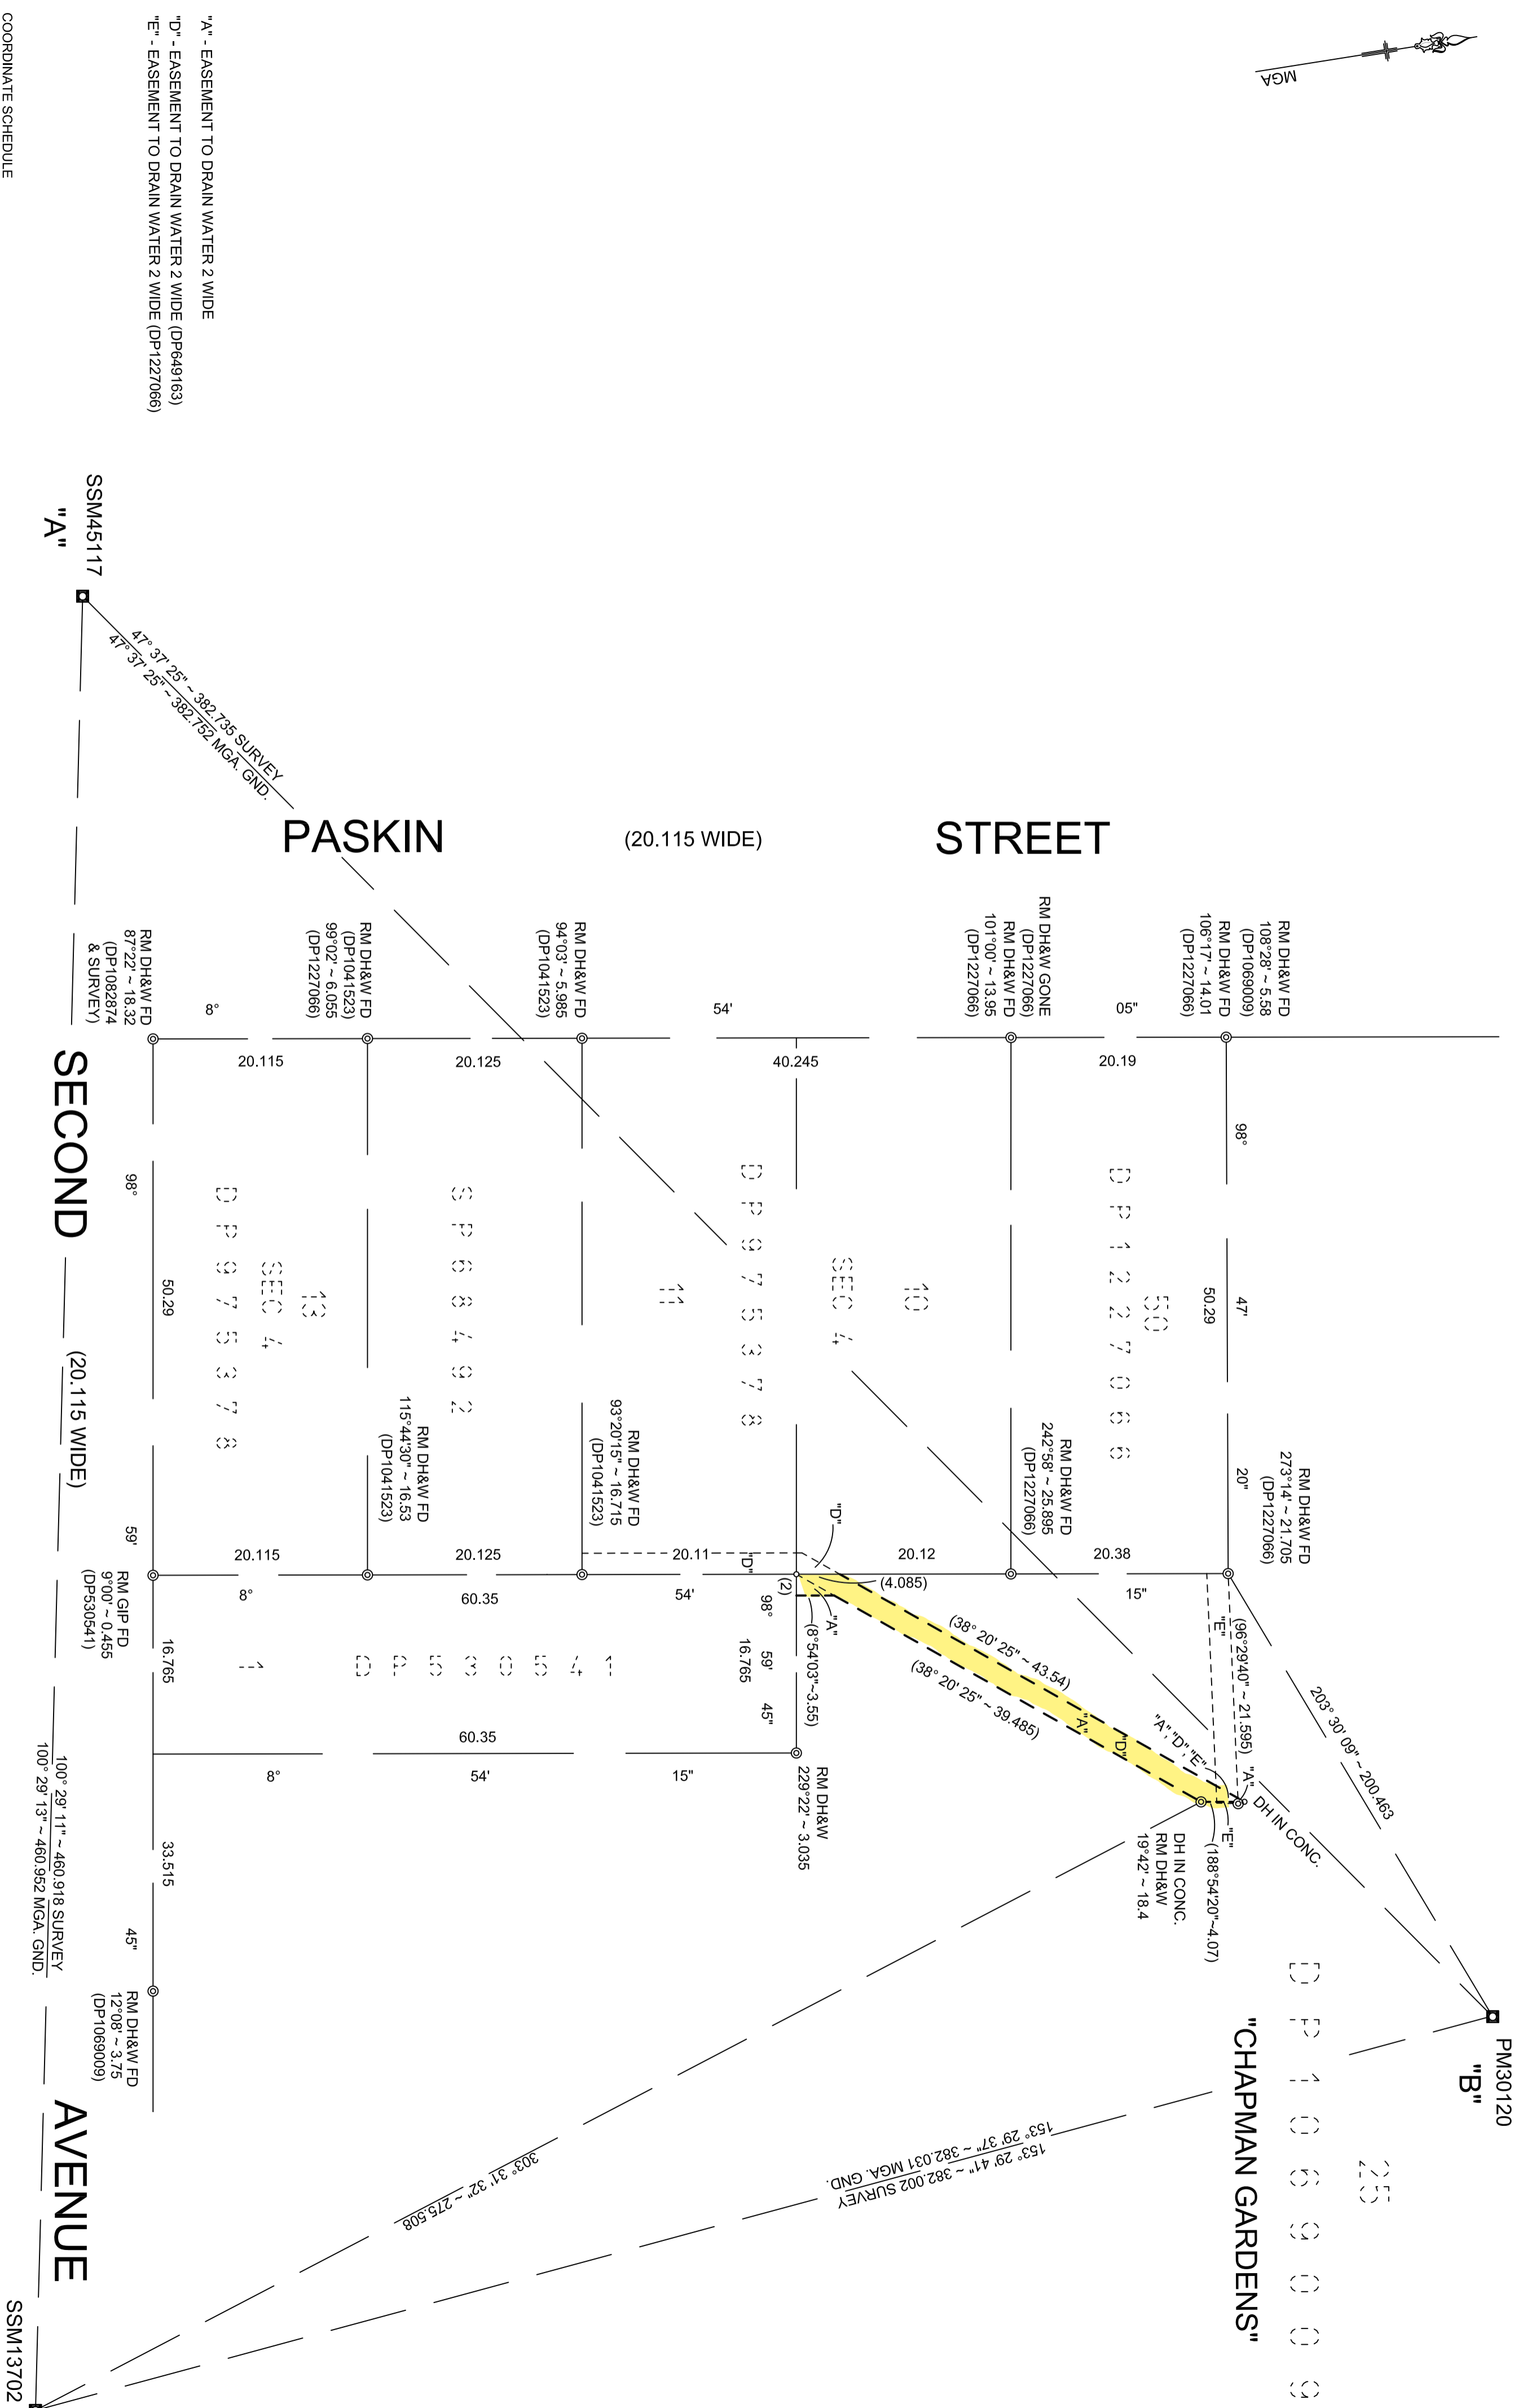 MGA
"A" - EASEMENT TO DRAIN WATER 2 WIDE
"D" - EASEMENT TO DRAIN WATER 2 WIDE (DP649163)
"E" - EASEMENT TO DRAIN WATER 2 WIDE (DP1227066)
COORDINATE SCHEDULE
SSM45117
"A"
47° 37' 25" ~ 382.735 SURVEY
47° 37' 25" ~ 382.752 MGA. GND.
PASKIN
(20.115 WIDE)
STREET
RM DH&W FD
87°22' ~ 18.32
(DP1082874
& SURVEY)
RM DH&W FD
(DP1041523)
99°02' ~ 6.055
(DP1227066)
RM DH&W FD
94°03' ~ 5.985
(DP1041523)
RM DH&W GONE
(DP1227066)
RM DH&W FD
101°00' ~ 13.95
(DP1227066)
RM DH&W FD
108°28' ~ 5.58
(DP1069009)
RM DH&W FD
106°17' ~ 14.01
(DP1227066)
8°
54'
05"
20.115
20.125
40.245
20.19
98°
47'
20"
50.29
DP1227066
50
10
SEC 4
DP975378
11
SP68492
13
SEC 4
DP975378
98°
50.29
59'
RM DH&W FD
273°14' ~ 21.705
(DP1227066)
RM DH&W FD
242°58' ~ 25.895
(DP1227066)
RM DH&W FD
93°20'15" ~ 16.715
(DP1041523)
RM DH&W FD
115°44'30" ~ 16.53
(DP1041523)
20.115
20.125
20.11
"D"
"D"
20.12
20.38
8°
60.35
54'
15"
(2)
(4.085)
"A"
(8°54'03"~3.55)
98°
59'
45"
16.765
(38° 20' 25" ~ 43.54)
(38° 20' 25" ~ 39.485)
"A"
"D"
"A","D","E"
"E"
(96°29'40" ~ 21.595)
"A"
"E"
(188°54'20"~4.07)
DH IN CONC.
DH IN CONC.
RM DH&W
19°42' ~ 18.4
203° 30' 09" ~ 200.463
RM GIP FD
9°00' ~ 0.455
(DP530541)
16.765
1
60.35
8°
54'
15"
RM DH&W
229°22' ~ 3.035
33.515
45"
RM DH&W FD
12°08' ~ 3.75
(DP1069009)
PM30120
"B"
25
DP1069009
"CHAPMAN GARDENS"
153° 29' 41" ~ 382.002 SURVEY
153° 29' 37" ~ 382.031 MGA. GND.
303° 31' 32" ~ 275.508
SECOND
(20.115 WIDE)
AVENUE
100° 29' 11" ~ 460.918 SURVEY
100° 29' 13" ~ 460.952 MGA. GND.
SSM13702